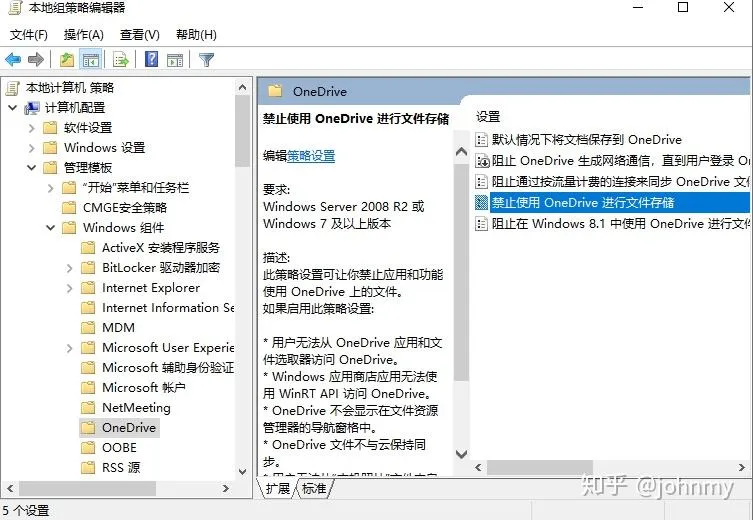 本地组策略编辑器
文件(F) 操作(A) 查看(V) 帮助(H)
本地计算机 策略
计算机配置
软件设置
Windows 设置
管理模板
"开始"菜单和任务栏
CMGE安全策略
Windows 组件
ActiveX 安装程序服务
BitLocker 驱动器加密
Internet Explorer
Internet Information Se
MDM
Microsoft User Experie
Microsoft 辅助身份验证
Microsoft 帐户
NetMeeting
OneDrive
OOBE
RSS 源
OneDrive
禁止使用 OneDrive 进行文件存储
编辑策略设置
要求:
Windows Server 2008 R2 或
Windows 7 及以上版本
描述:
此策略设置可让你禁止应用和功能
使用 OneDrive 上的文件。
如果启用此策略设置:
* 用户无法从 OneDrive 应用和文
件选取器访问 OneDrive。
* Windows 应用商店应用无法使
用 WinRT API 访问 OneDrive。
* OneDrive 不会显示在文件资源
管理器的导航窗格中。
* OneDrive 文件不与云保持同
步。
设置
默认情况下将文档保存到 OneDrive
阻止 OneDrive 生成网络通信，直到用户登录 On
阻止通过按流量计费的连接来同步 OneDrive 文件
禁止使用 OneDrive 进行文件存储
阻止在 Windows 8.1 中使用 OneDrive 进行文件
扩展 标准
5 个设置
知乎 @johnmy